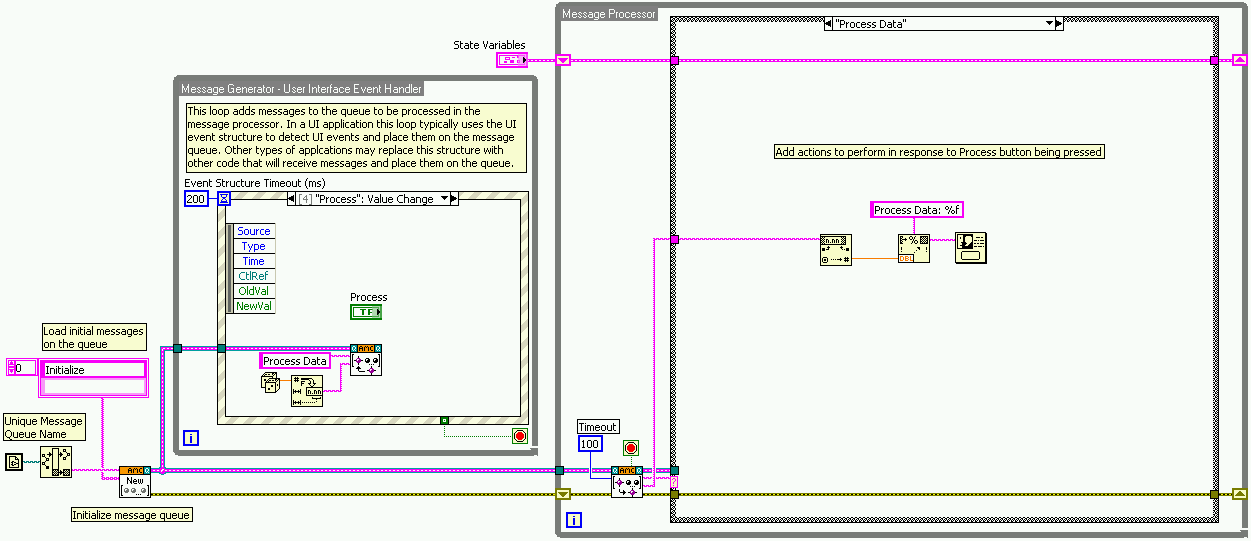 Message Processor
"Process Data"
State Variables
Message Generator - User Interface Event Handler
This loop adds messages to the queue to be processed in the
message processor. In a UI application this loop typically uses the UI
event structure to detect UI events and place them on the message
queue. Other types of applcations may replace this structure with
other code that will receive messages and place them on the queue.
Event Structure Timeout (ms)
200
[4] "Process": Value Change
Source
Type
Time
CtlRef
OldVal
NewVal
Process
TF
AMC
Process Data
#
n.nn
i
Load initial messages
on the queue
0
Initialize
Unique Message
Queue Name
AMC
New
Initialize message queue
Add actions to perform in response to Process button being pressed
Process Data: %f
n.nn
#
%
DBL
Timeout
100
AMC
?
i